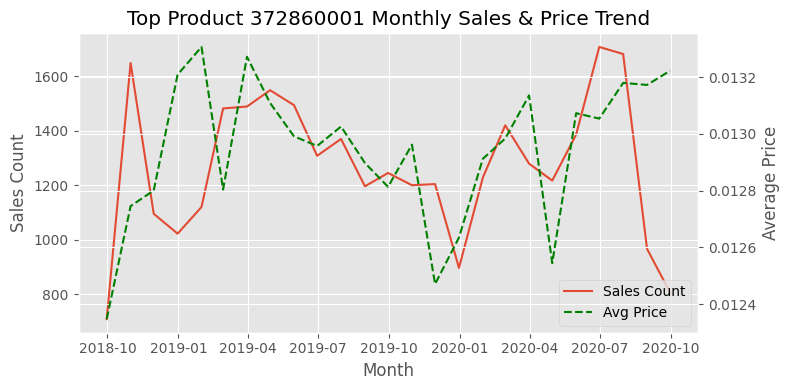 Top Product 372860001 Monthly Sales & Price Trend
Sales Count
1600
1400
1200
1000
800
0.0132
0.0130
0.0128
0.0126
0.0124
Average Price
Sales Count
Avg Price
2018-10 2019-01 2019-04 2019-07 2019-10 2020-01 2020-04 2020-07 2020-10
Month